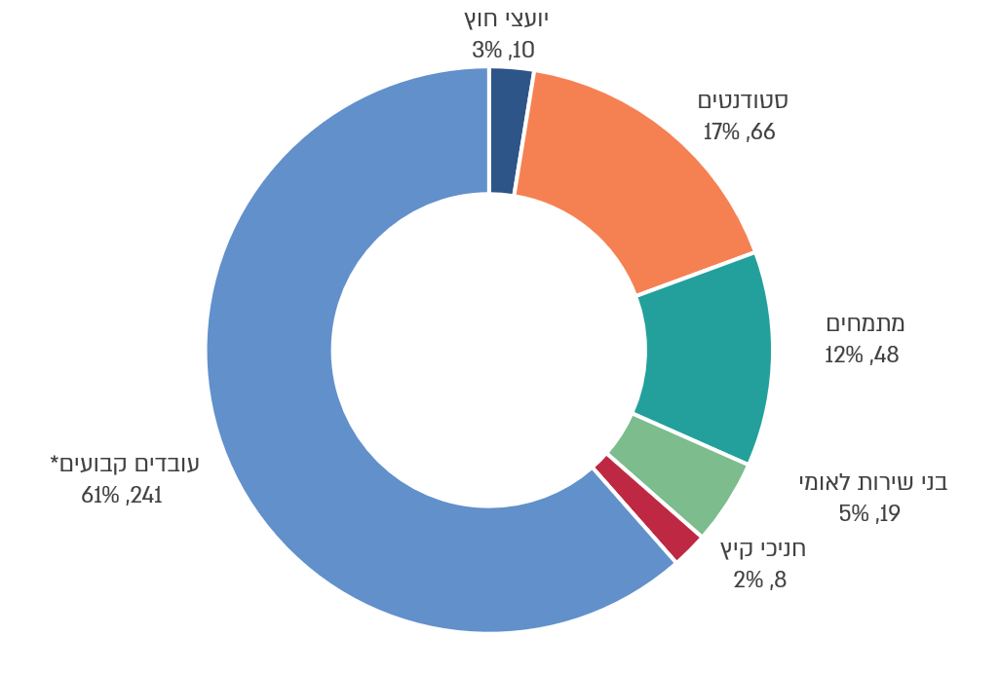 יועצי חוץ
10, 3%
סטודנטים
66, 17%
מתמחים
48, 12%
בני שירות לאומי
19, 5%
חניכי קיץ
8, 2%
עובדים קבועים*
241, 61%